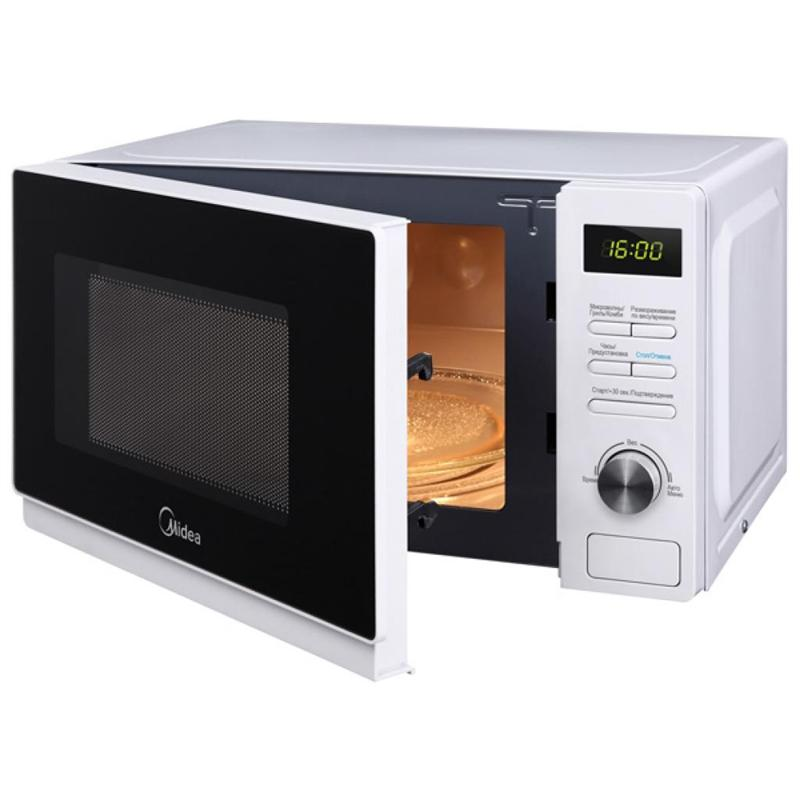 16:00
Микроволны/
Гриль/Комби
Размораживание
по весу/времени
Часы/
Предустановка
Стоп/Отмена
Старт/+30 сек./Подтверждение
Вес
Время
Авто
Меню
Midea